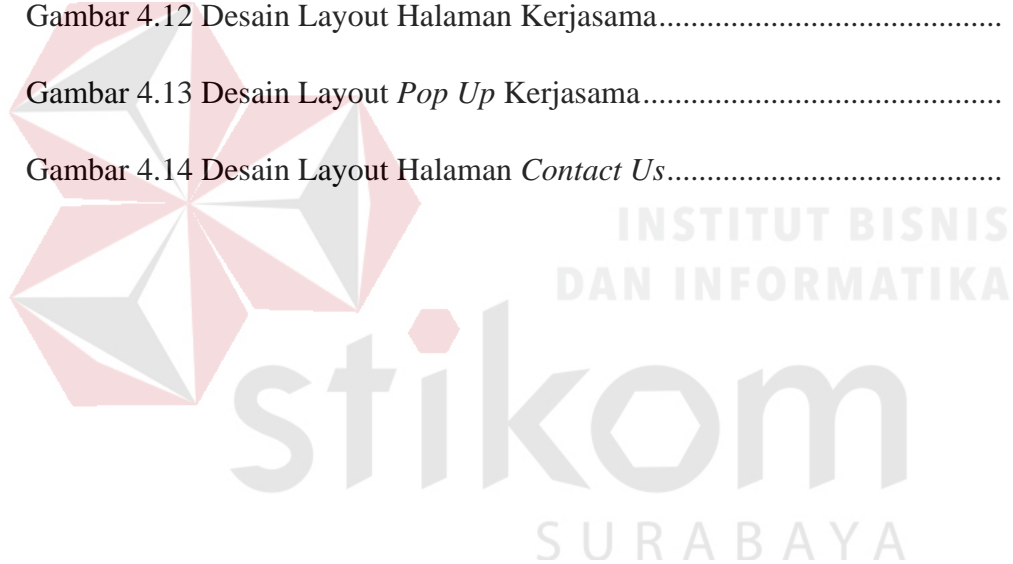 Gambar 4.12 Desain Layout Halaman Kerjasama.......................................
Gambar 4.13 Desain Layout Pop Up Kerjasama.........................................
Gambar 4.14 Desain Layout Halaman Contact Us......................................
INSTITUT BISNIS
DAN INFORMATIKA
stikom
SURABAYA